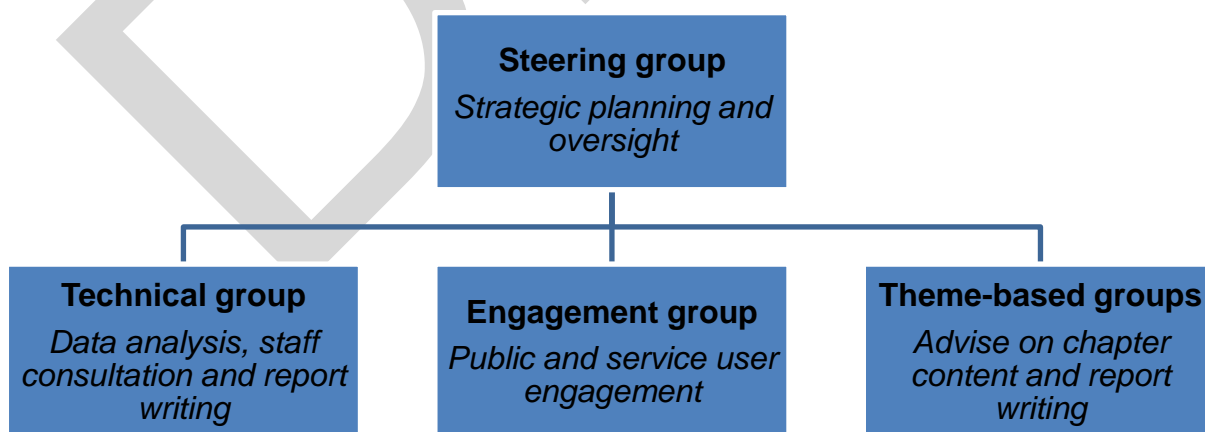 Steering group
Strategic planning and
oversight
Technical group
Data analysis, staff
consultation and report
writing
Engagement group
Public and service user
engagement
Theme-based groups
Advise on chapter
content and report
writing